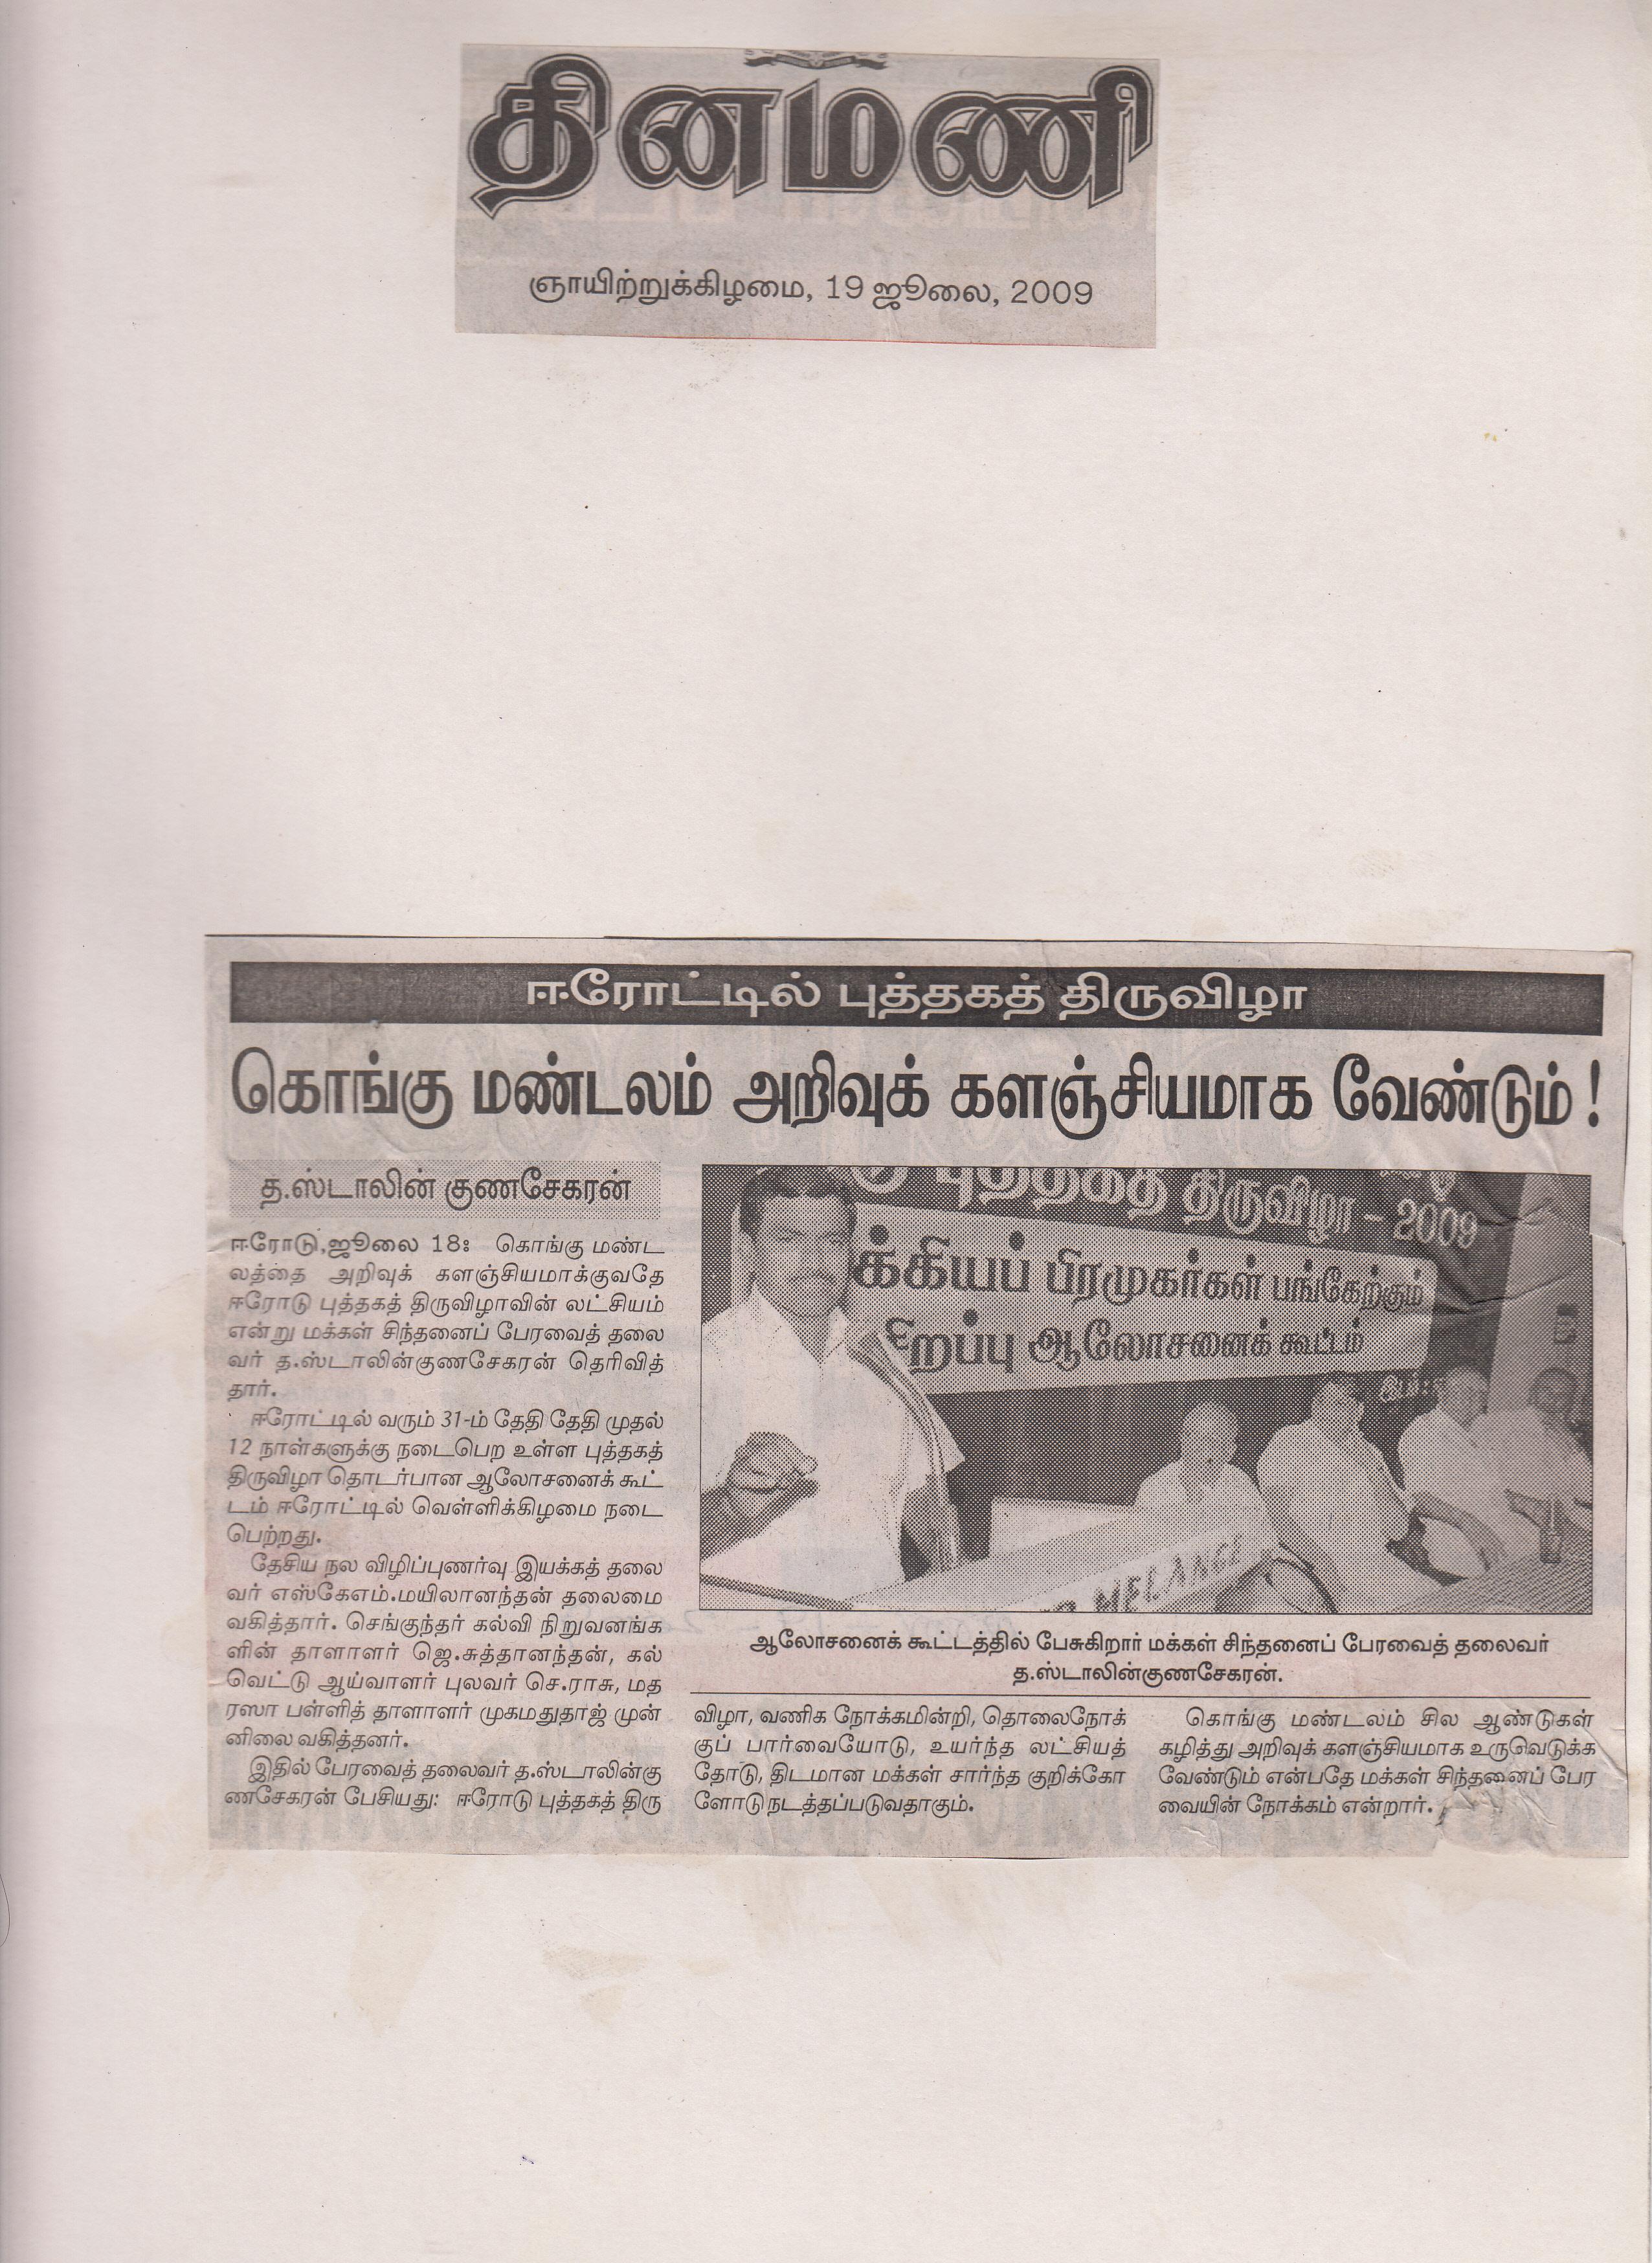 தினமணி
ஞாயிற்றுக்கிழமை, 19 ஜூலை, 2009
ஈரோட்டில் புத்தகத் திருவிழா
கொங்கு மண்டலம் அறிவுக் களஞ்சியமாக வேண்டும்!
த.ஸ்டாலின் குணசேகரன்
ஈரோடு,ஜூலை 18: கொங்கு மண்ட
லத்தை அறிவுக் களஞ்சியமாக்குவதே
ஈரோடு புத்தகத் திருவிழாவின் லட்சியம்
என்று மக்கள் சிந்தனைப் பேரவைத் தலை
வர் த.ஸ்டாலின்குணசேகரன் தெரிவித்
தார்.
ஈரோட்டில் வரும் 31-ம் தேதி தேதி முதல்
12 நாள்களுக்கு நடைபெற உள்ள புத்தகத்
திருவிழா தொடர்பான ஆலோசனைக் கூட்
டம் ஈரோட்டில் வெள்ளிக்கிழமை நடை
பெற்றது.
தேசிய நல விழிப்புணர்வு இயக்கத் தலை
வர் எஸ்கேஎம்.மயிலானந்தன் தலைமை
வகித்தார். செங்குந்தர் கல்வி நிறுவனங்க
ளின் தாளாளர் ஜெ.சுத்தானந்தன், கல்
வெட்டு ஆய்வாளர் புலவர் செ.ராசு, மத
ரஸா பள்ளித் தாளாளர் முகமதுதாஜ் முன்
னிலை வகித்தனர்.
இதில் பேரவைத் தலைவர் த.ஸ்டாலின்கு
ணசேகரன் பேசியது: ஈரோடு புத்தகத் திரு
புத்தகத் திருவிழா - 2009
க்கியப் பிரமுகர்கள் பங்கேற்கும்
றப்பு ஆலோசனைக் கூட்டம்
MELANGE
ஆலோசனைக் கூட்டத்தில் பேசுகிறார் மக்கள் சிந்தனைப் பேரவைத் தலைவர்
த.ஸ்டாலின்குணசேகரன்.
விழா, வணிக நோக்கமின்றி, தொலைநோக்
குப் பார்வையோடு, உயர்ந்த லட்சியத்
தோடு, திடமான மக்கள் சார்ந்த குறிக்கோ
ளோடு நடத்தப்படுவதாகும்.
கொங்கு மண்டலம் சில ஆண்டுகள்
கழித்து அறிவுக் களஞ்சியமாக உருவெடுக்க
வேண்டும் என்பதே மக்கள் சிந்தனைப் பேர
வையின் நோக்கம் என்றார்.